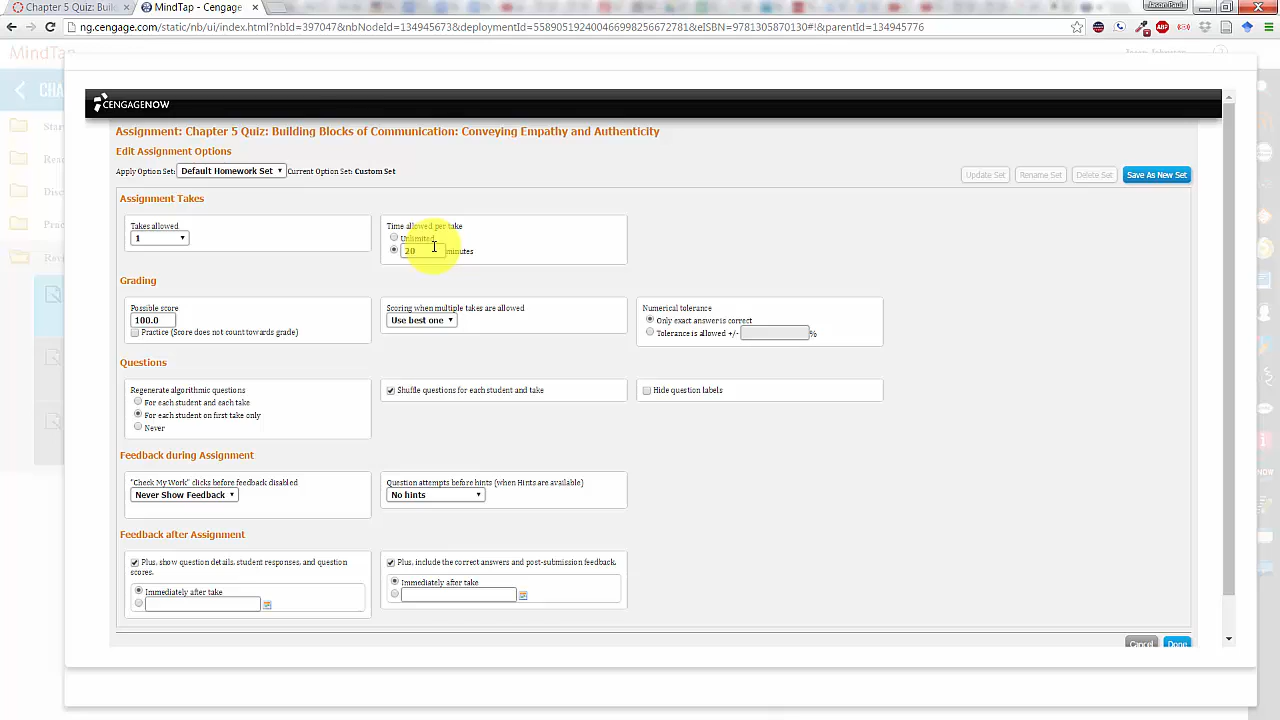 Chapter 5 Quiz: Buildin
MindTap - Cengage
Jason Paul
ng.cengage.com/static/nb/ui/index.html?nbId=397047&nbNodeId=134945673&deploymentId=5589051924004669982566727​81&eISBN=9781305870130#!&parentId=134945776
MindTap
CHA
CENGAGENOW
Assignment: Chapter 5 Quiz: Building Blocks of Communication: Conveying Empathy and Authenticity
Edit Assignment Options
Apply Option Set: Default Homework Set Current Option Set: Custom Set
Update Set Rename Set Delete Set Save As New Set
Assignment Takes
Takes allowed
1
Time allowed per take
Unlimited
20 minutes
Grading
Possible score
100.0
Practice (Score does not count towards grade)
Scoring when multiple takes are allowed
Use best one
Numerical tolerance
Only exact answer is correct
Tolerance is allowed +/- %
Questions
Regenerate algorithmic questions
For each student and each take
For each student on first take only
Never
Shuffle questions for each student and take
Hide question labels
Feedback during Assignment
"Check My Work" clicks before feedback disabled
Never Show Feedback
Question attempts before hints (when Hints are available)
No hints
Feedback after Assignment
Plus, show question details, student responses, and question
scores.
Immediately after take
Plus, include the correct answers and post-submission feedback.
Immediately after take
Cancel Done